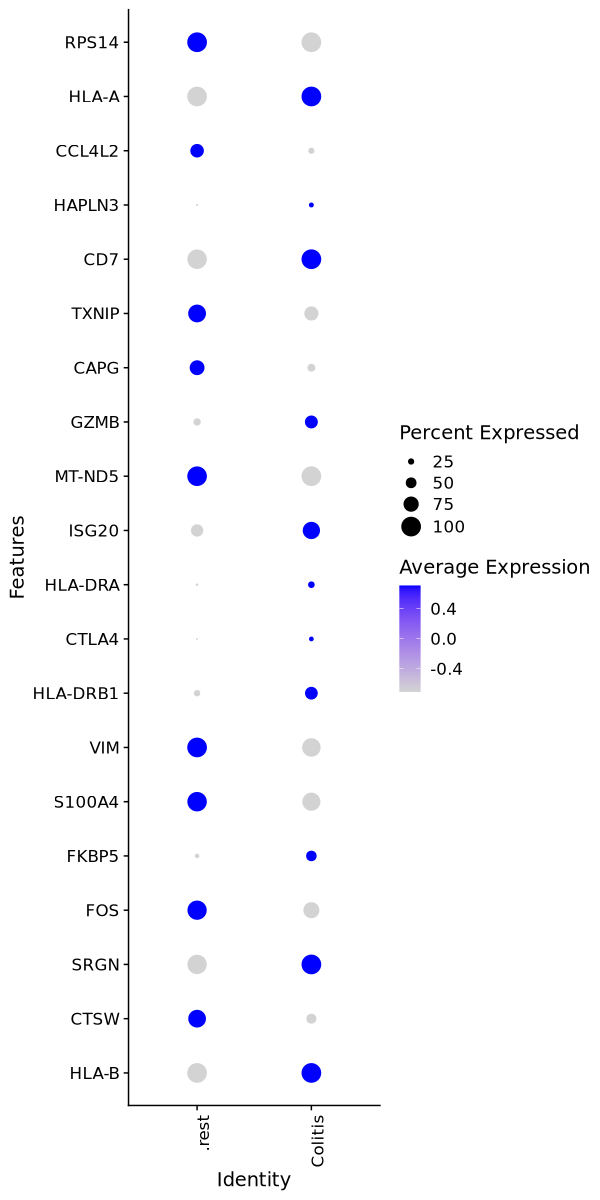 RPS14
HLA-A
CCL4L2
HAPLN3
CD7
TXNIP
CAPG
GZMB
MT-ND5
ISG20
HLA-DRA
CTLA4
HLA-DRB1
VIM
S100A4
FKBP5
FOS
SRGN
CTSW
HLA-B
Features
.rest
Colitis
Identity
Percent Expressed
25
50
75
100
Average Expression
0.4
0.0
-0.4